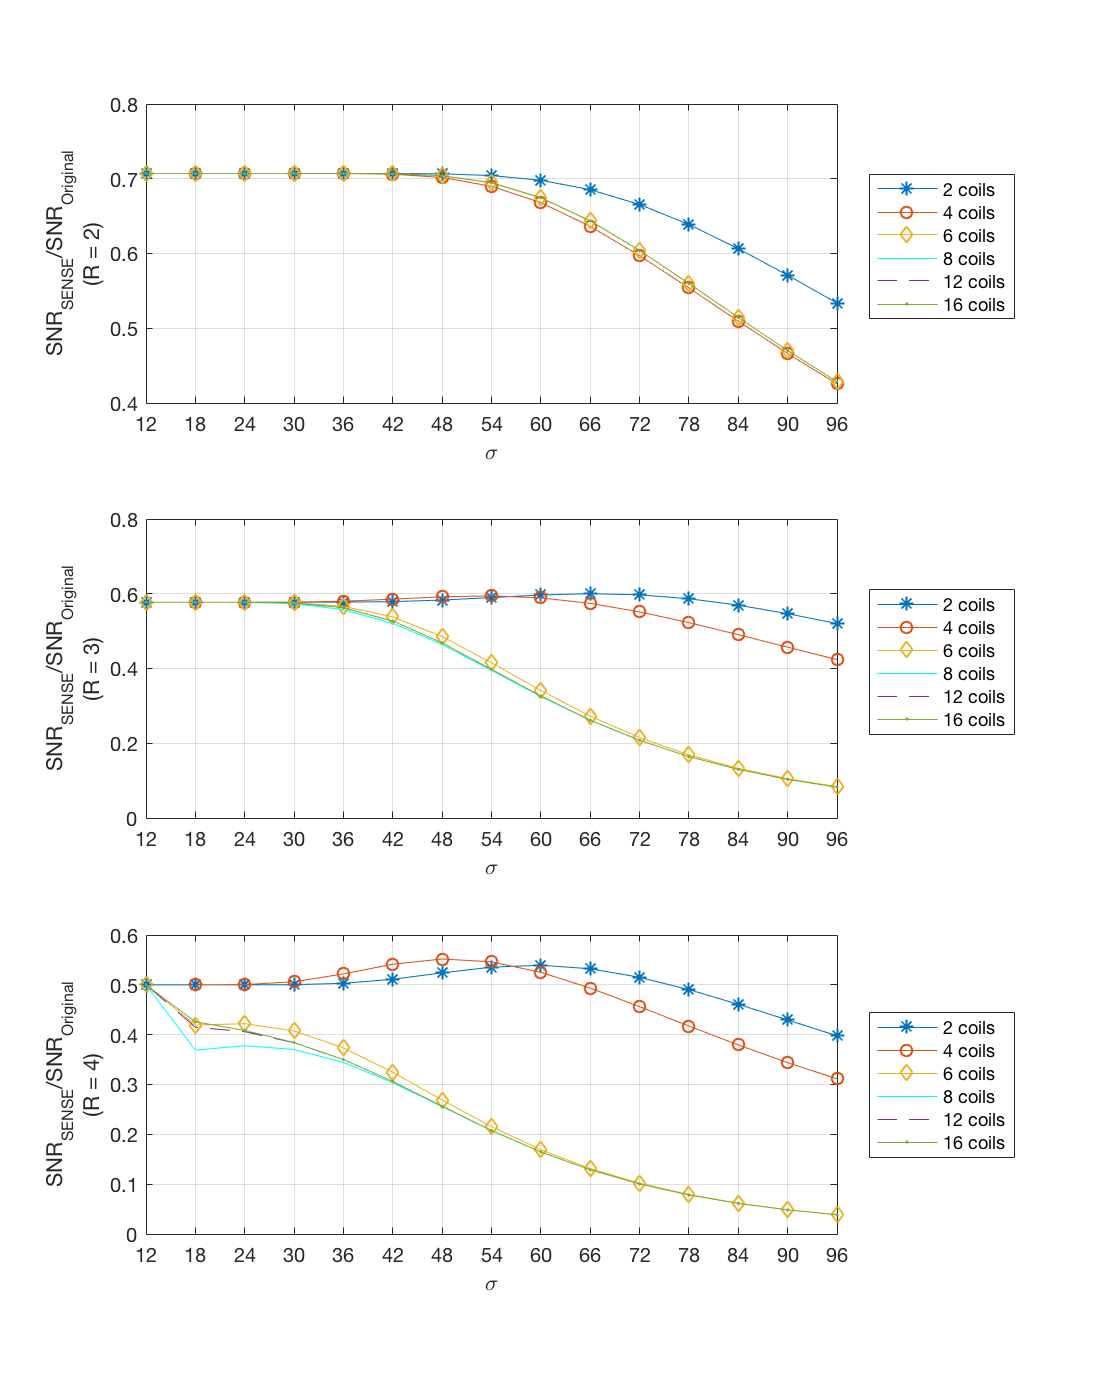 SNR_SENSE/SNR_Original
(R = 2)
0.8
0.7
0.6
0.5
0.4
12 18 24 30 36 42 48 54 60 66 72 78 84 90 96
σ
2 coils
4 coils
6 coils
8 coils
12 coils
16 coils
SNR_SENSE/SNR_Original
(R = 3)
0.8
0.6
0.4
0.2
0
12 18 24 30 36 42 48 54 60 66 72 78 84 90 96
σ
2 coils
4 coils
6 coils
8 coils
12 coils
16 coils
SNR_SENSE/SNR_Original
(R = 4)
0.6
0.5
0.4
0.3
0.2
0.1
0
12 18 24 30 36 42 48 54 60 66 72 78 84 90 96
σ
2 coils
4 coils
6 coils
8 coils
12 coils
16 coils